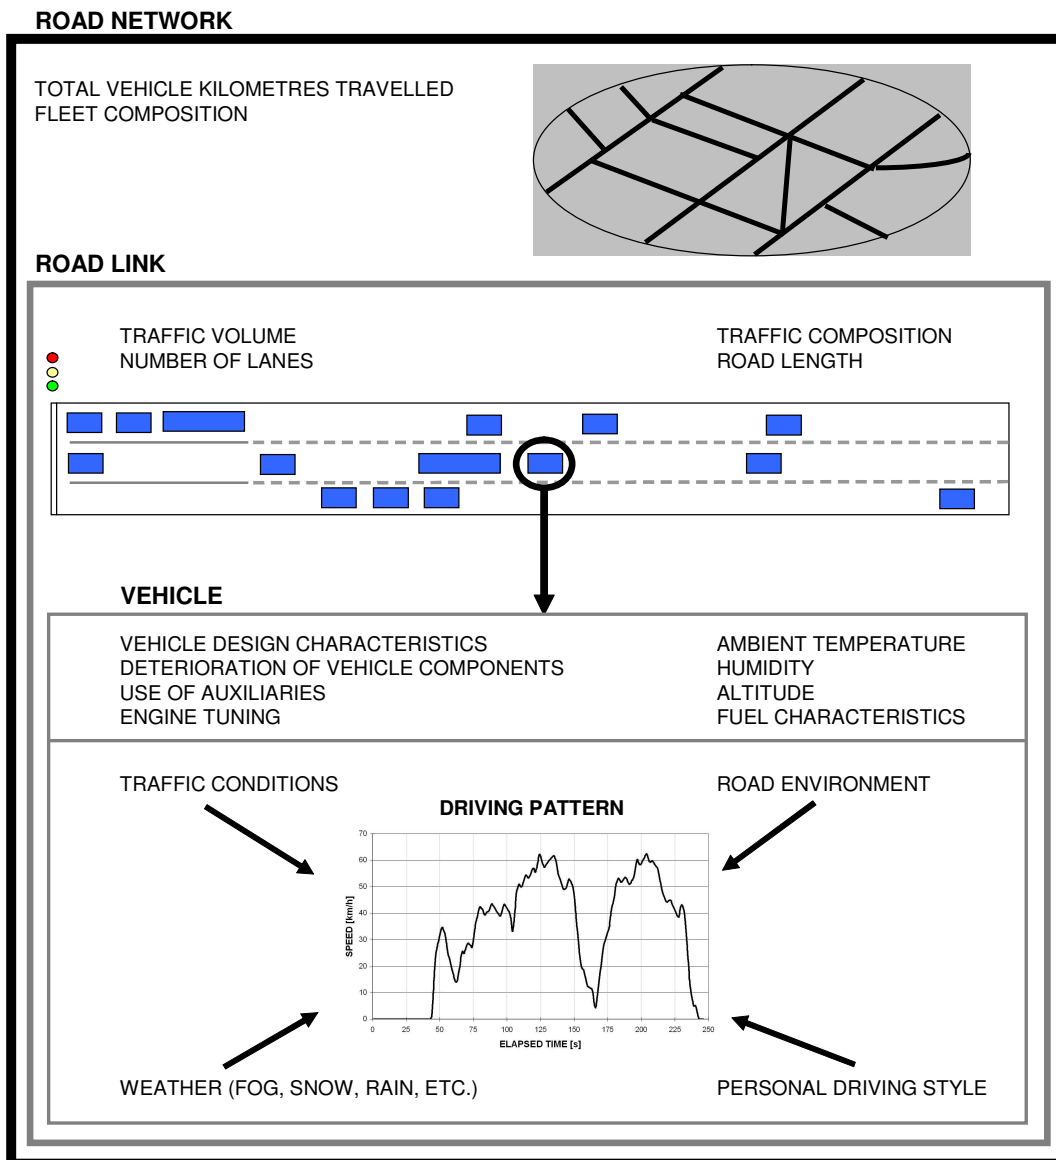 ROAD NETWORK
TOTAL VEHICLE KILOMETRES TRAVELLED
FLEET COMPOSITION
ROAD LINK
TRAFFIC VOLUME
NUMBER OF LANES
TRAFFIC COMPOSITION
ROAD LENGTH
VEHICLE
VEHICLE DESIGN CHARACTERISTICS
DETERIORATION OF VEHICLE COMPONENTS
USE OF AUXILIARIES
ENGINE TUNING
AMBIENT TEMPERATURE
HUMIDITY
ALTITUDE
FUEL CHARACTERISTICS
TRAFFIC CONDITIONS
ROAD ENVIRONMENT
DRIVING PATTERN
SPEED [km/h]
70
60
50
40
30
20
10
0
0 25 50 75 100 125 150 175 200 225 250
ELAPSED TIME [s]
WEATHER (FOG, SNOW, RAIN, ETC.)
PERSONAL DRIVING STYLE